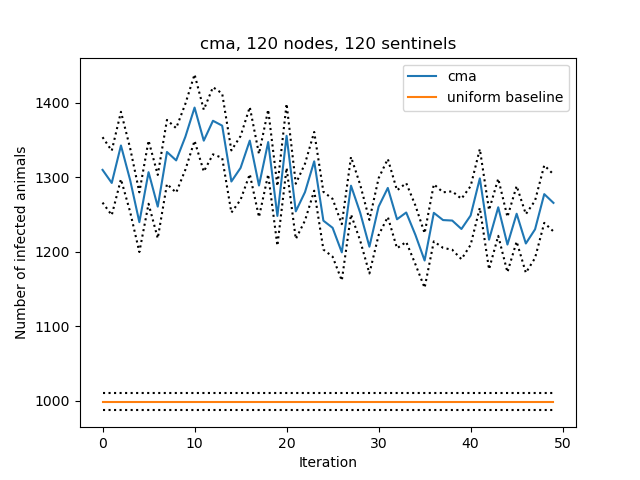 cma, 120 nodes, 120 sentinels
cma
uniform baseline
Number of infected animals
1400
1300
1200
1100
1000
0
10
20
30
40
50
Iteration